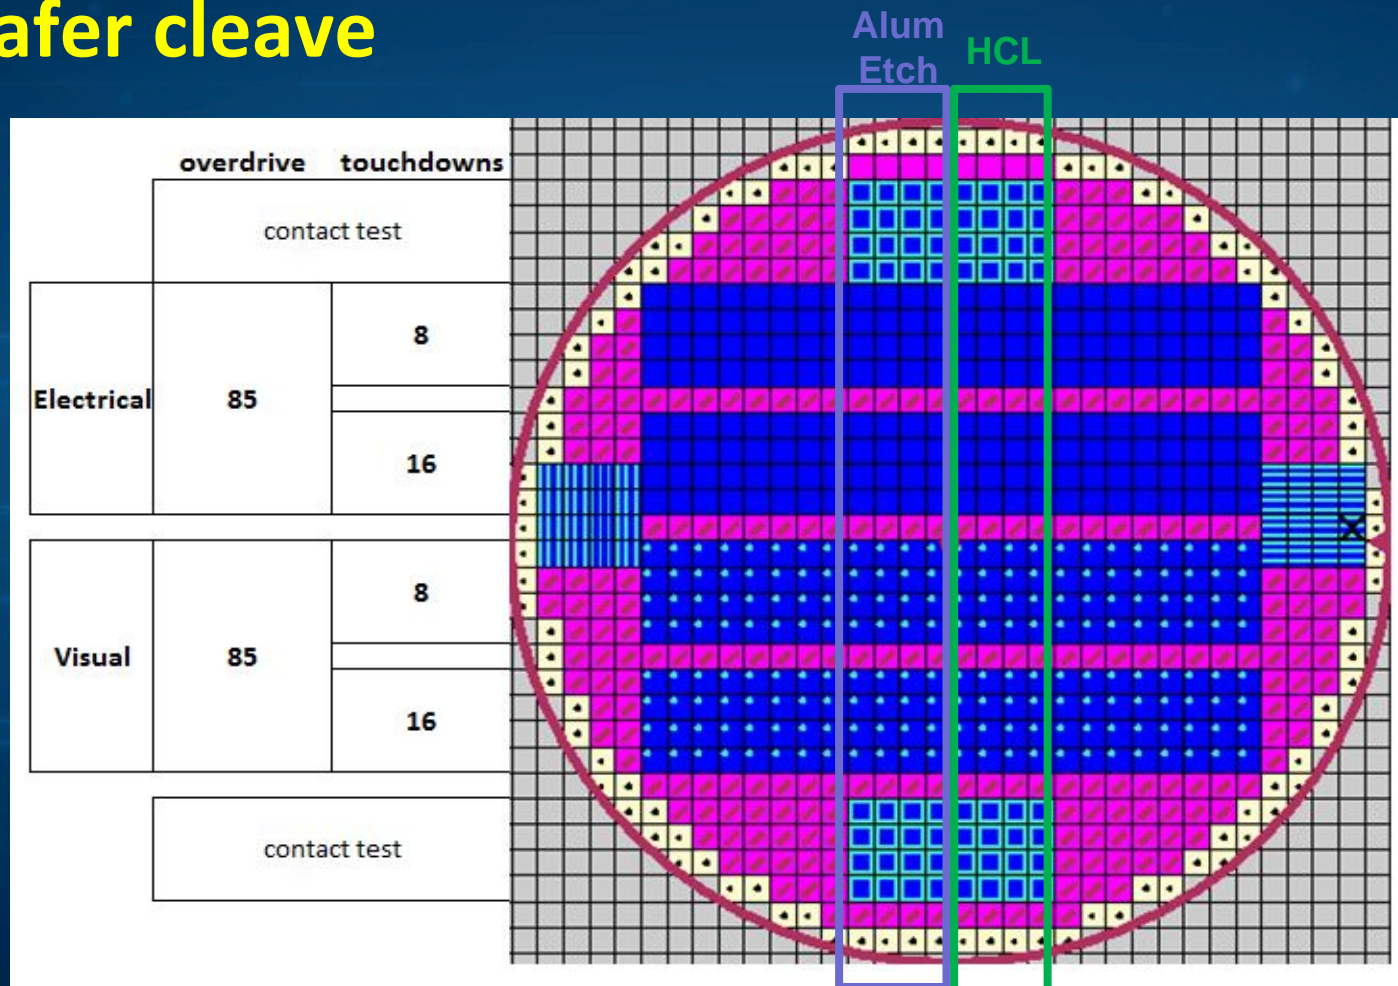 afer cleave
Alum
Etch
HCL
overdrive touchdowns
contact test
8
Electrical 85
16
8
Visual 85
16
contact test